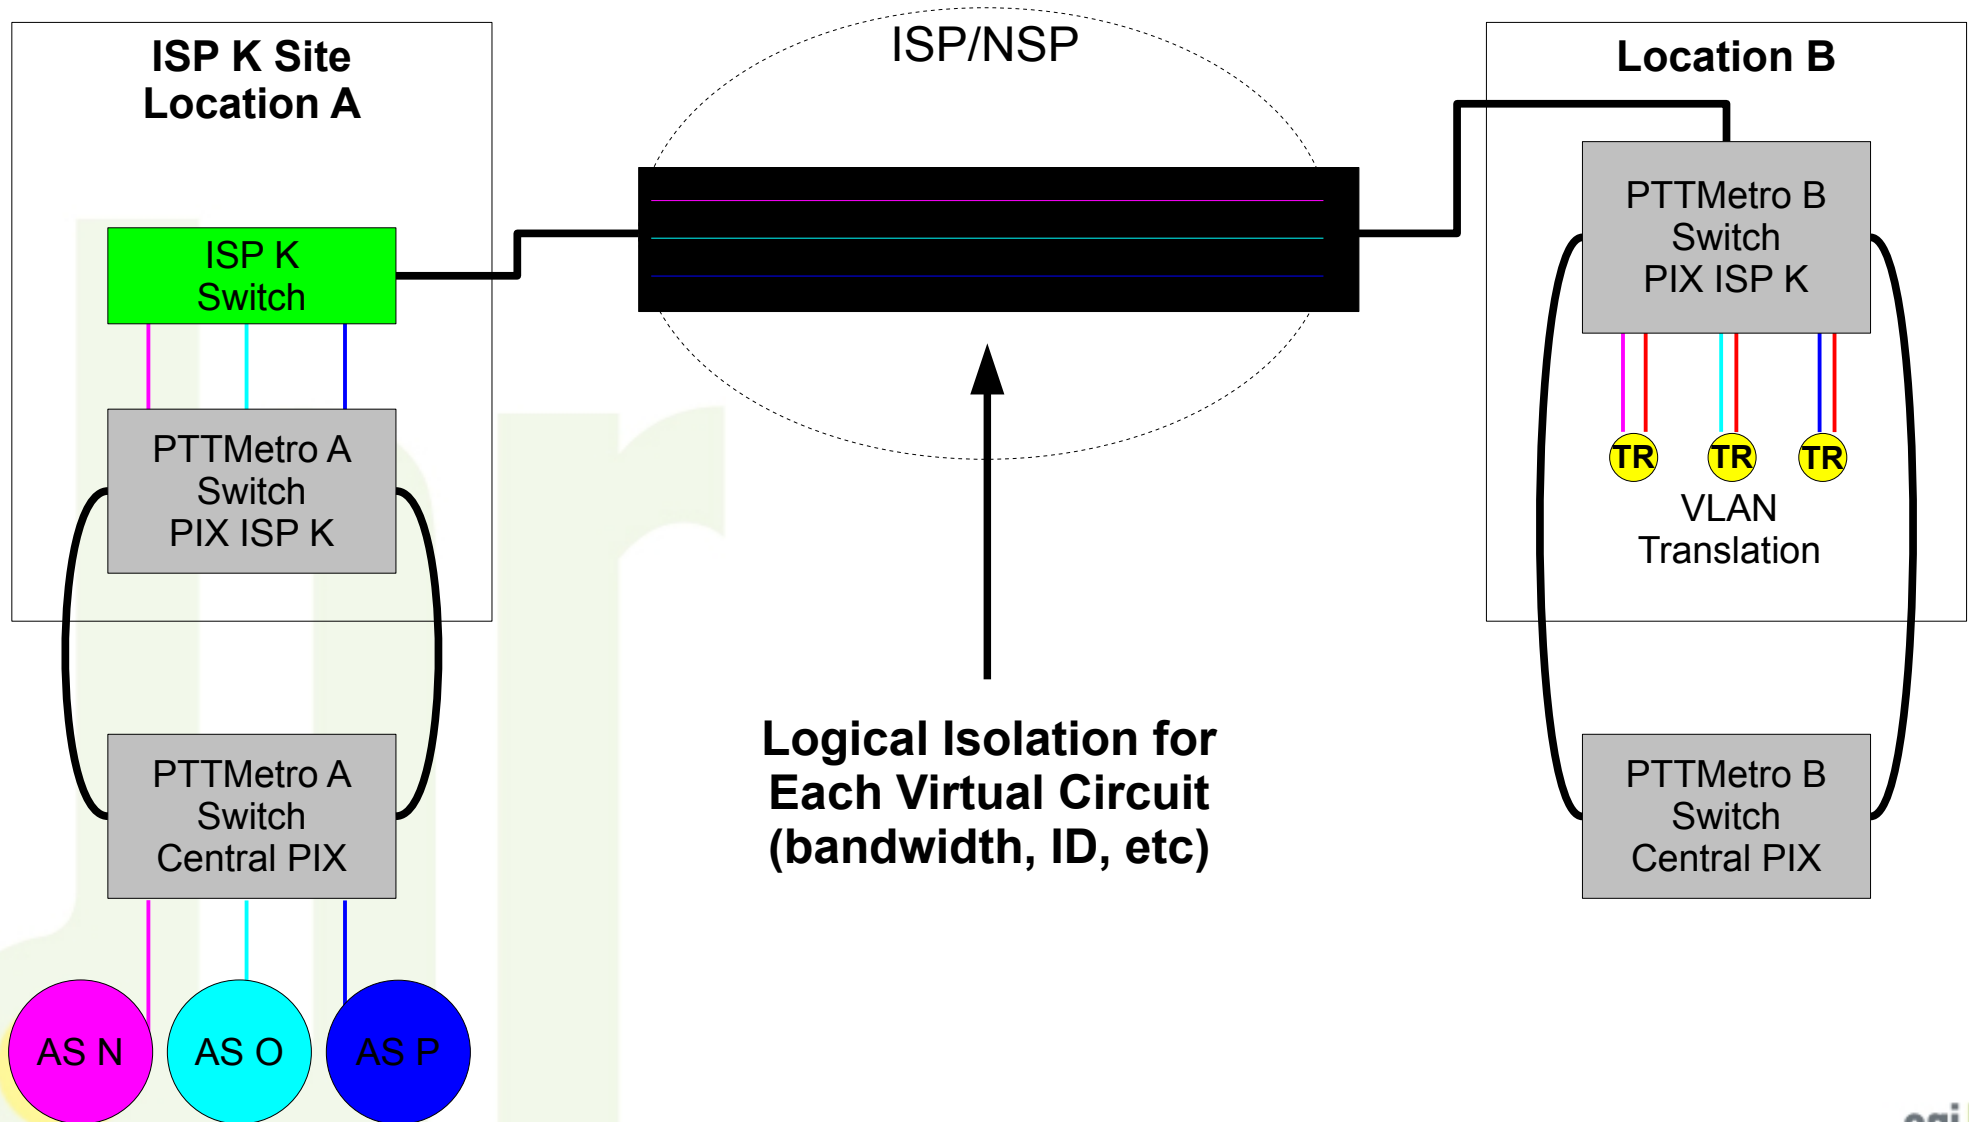 ISP K Site
Location A
ISP/NSP
Location B
ISP K
Switch
PTTMetro A
Switch
PIX ISP K
PTTMetro A
Switch
Central PIX
AS N
AS O
AS P
Logical Isolation for
Each Virtual Circuit
(bandwidth, ID, etc)
PTTMetro B
Switch
PIX ISP K
TR TR TR
VLAN
Translation
PTTMetro B
Switch
Central PIX